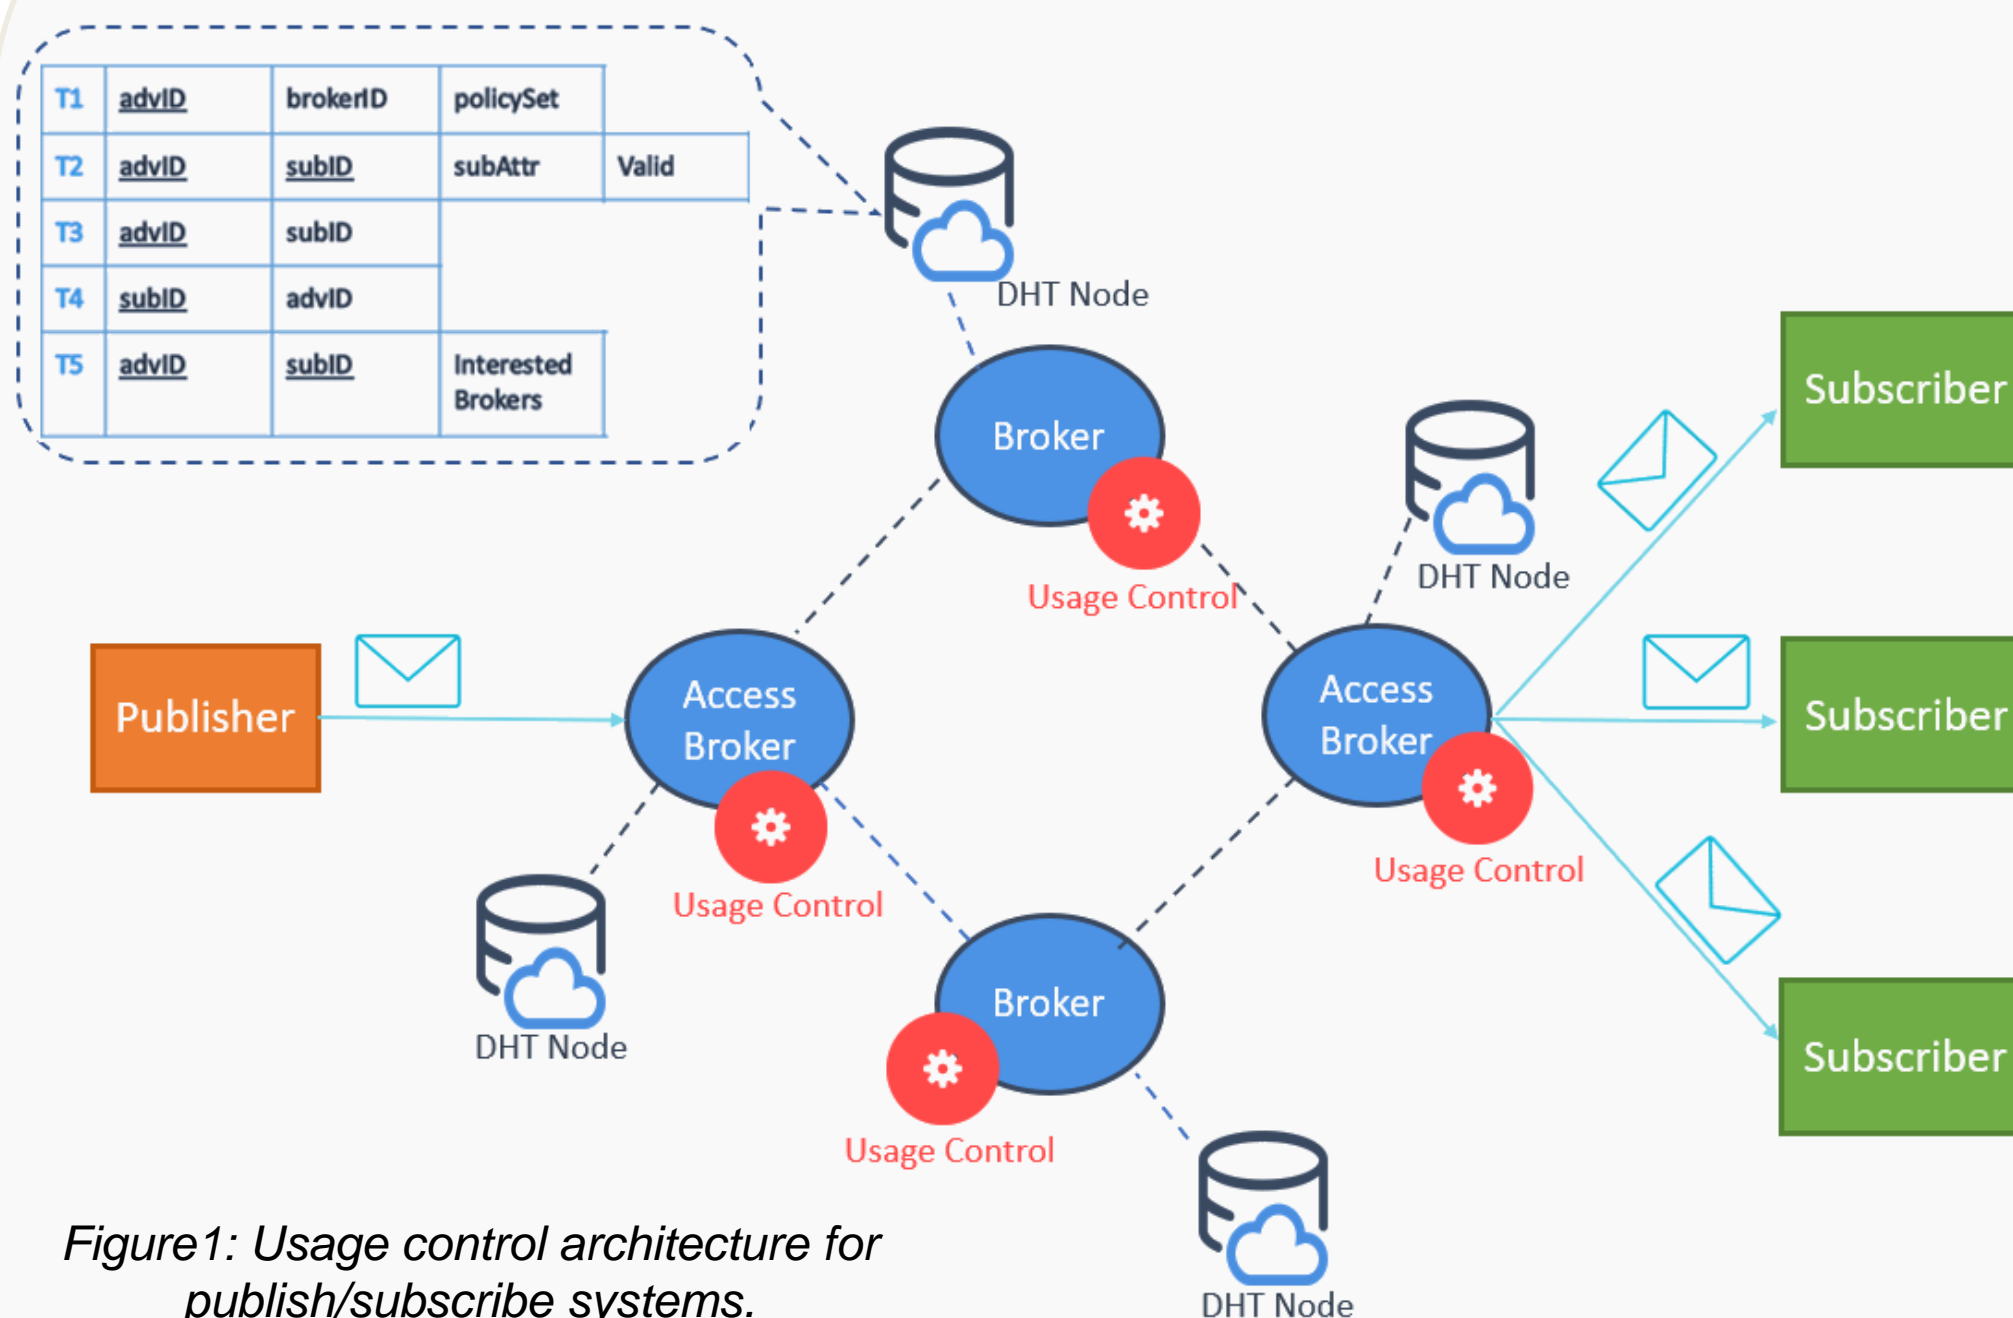 T1 advID brokerID policySet
T2 advID subID subAttr Valid
T3 advID subID
T4 subID advID
T5 advID subID Interested
Brokers
DHT Node
Broker
Usage Control
DHT Node
Subscriber
Publisher
Access
Broker
Usage Control
Access
Broker
Usage Control
Subscriber
DHT Node
Broker
Usage Control
Subscriber
DHT Node
Figure1: Usage control architecture for
publish/subscribe systems.